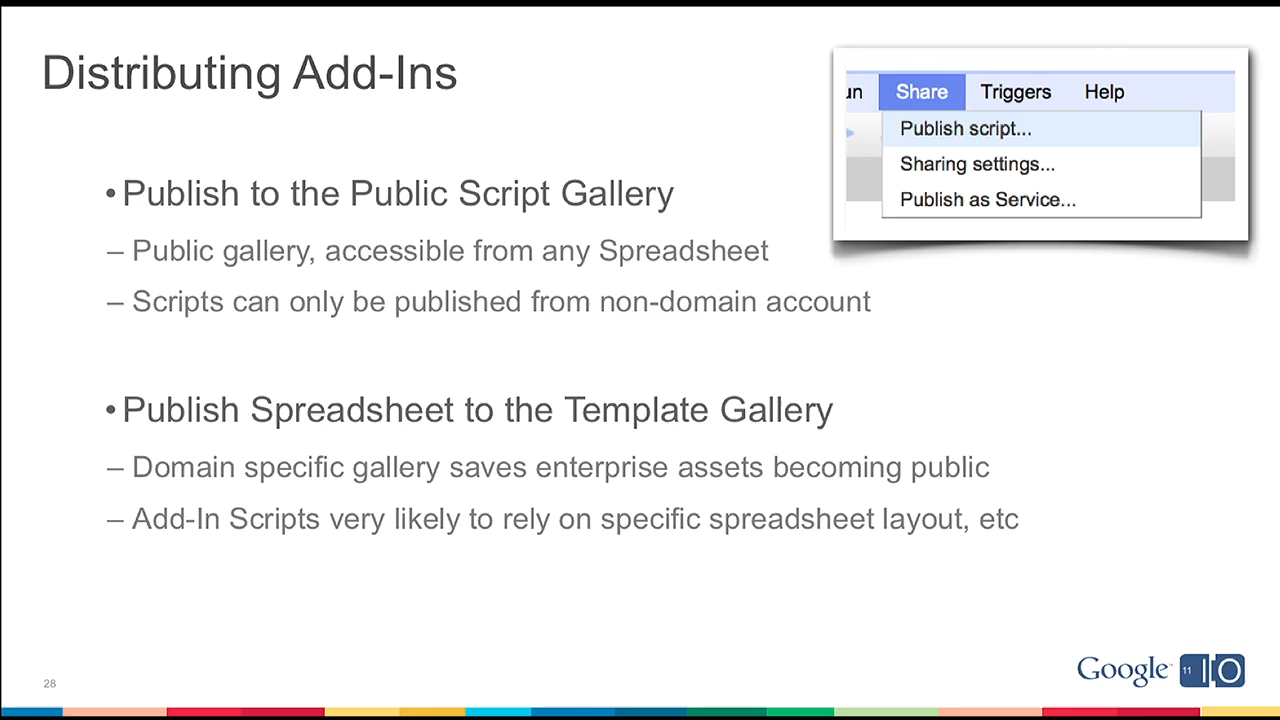 Distributing Add-Ins
un Share Triggers Help
Publish script...
Sharing settings...
Publish as Service...
• Publish to the Public Script Gallery
– Public gallery, accessible from any Spreadsheet
– Scripts can only be published from non-domain account
• Publish Spreadsheet to the Template Gallery
– Domain specific gallery saves enterprise assets becoming public
– Add-In Scripts very likely to rely on specific spreadsheet layout, etc
28
Google 11 IO